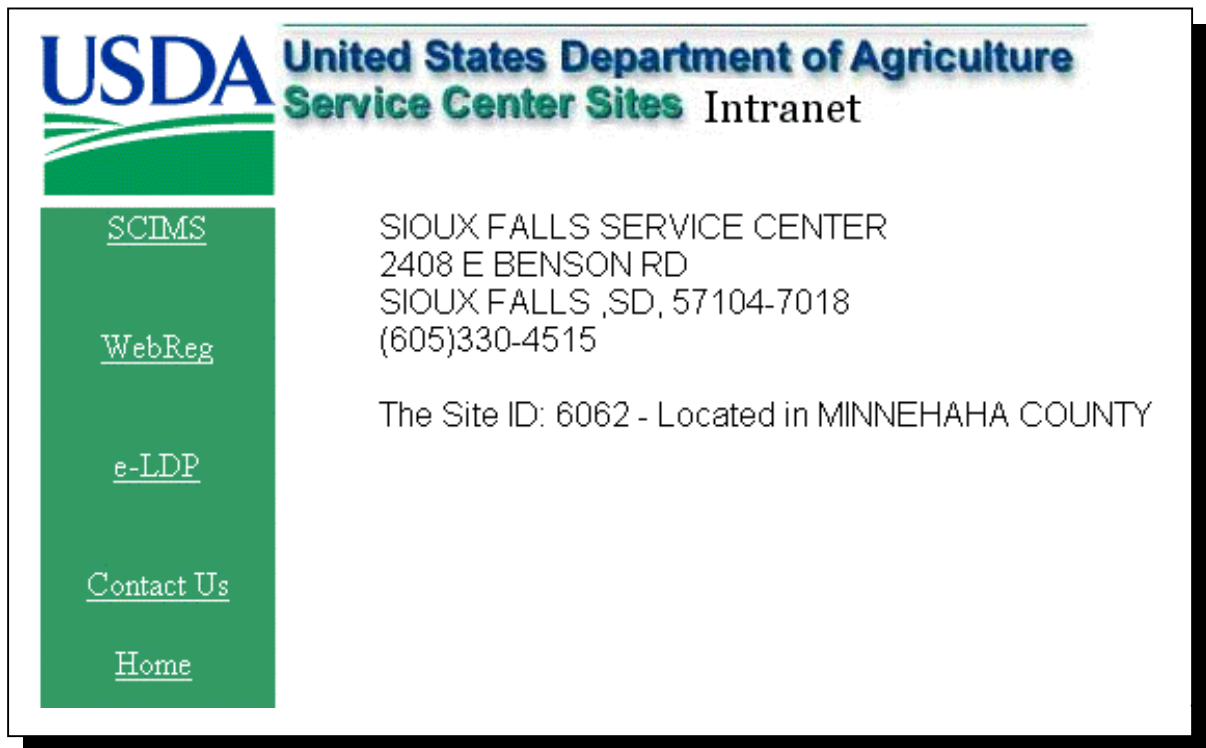 USDA
United States Department of Agriculture
Service Center Sites Intranet
SCIMS
WebReg
e-LDP
Contact Us
Home
SIOUX FALLS SERVICE CENTER
2408 E BENSON RD
SIOUX FALLS ,SD, 57104-7018
(605)330-4515
The Site ID: 6062 - Located in MINNEHAHA COUNTY